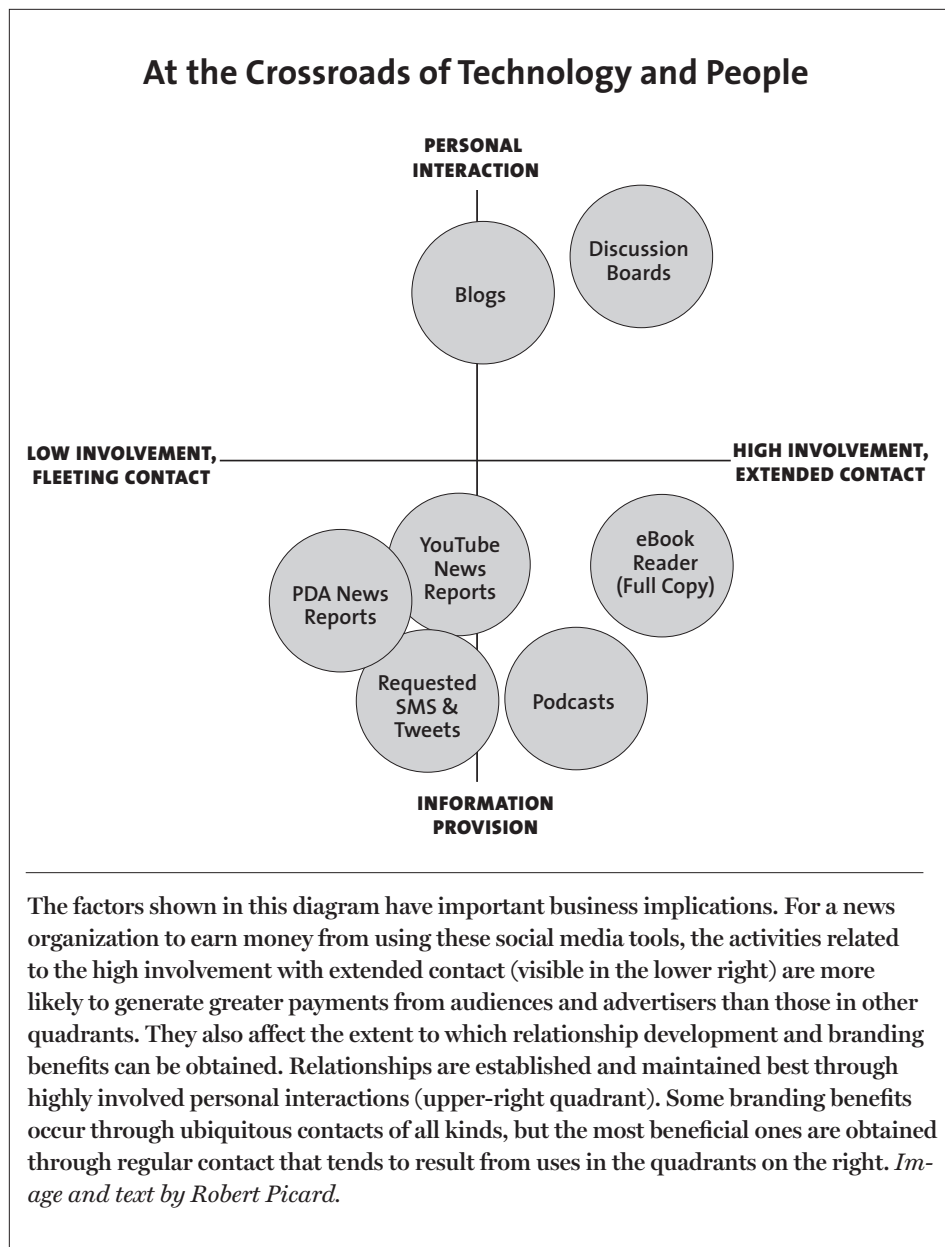 At the Crossroads of Technology and People
PERSONAL
INTERACTION
Discussion
Boards
Blogs
LOW INVOLVEMENT,
FLEETING CONTACT
HIGH INVOLVEMENT,
EXTENDED CONTACT
YouTube
News
Reports
eBook
Reader
(Full Copy)
PDA News
Reports
Requested
SMS &
Tweets
Podcasts
INFORMATION
PROVISION
The factors shown in this diagram have important business implications. For a news
organization to earn money from using these social media tools, the activities related
to the high involvement with extended contact (visible in the lower right) are more
likely to generate greater payments from audiences and advertisers than those in other
quadrants. They also affect the extent to which relationship development and branding
benefits can be obtained. Relationships are established and maintained best through
highly involved personal interactions (upper-right quadrant). Some branding benefits
occur through ubiquitous contacts of all kinds, but the most beneficial ones are obtained
through regular contact that tends to result from uses in the quadrants on the right. Im-
age and text by Robert Picard.